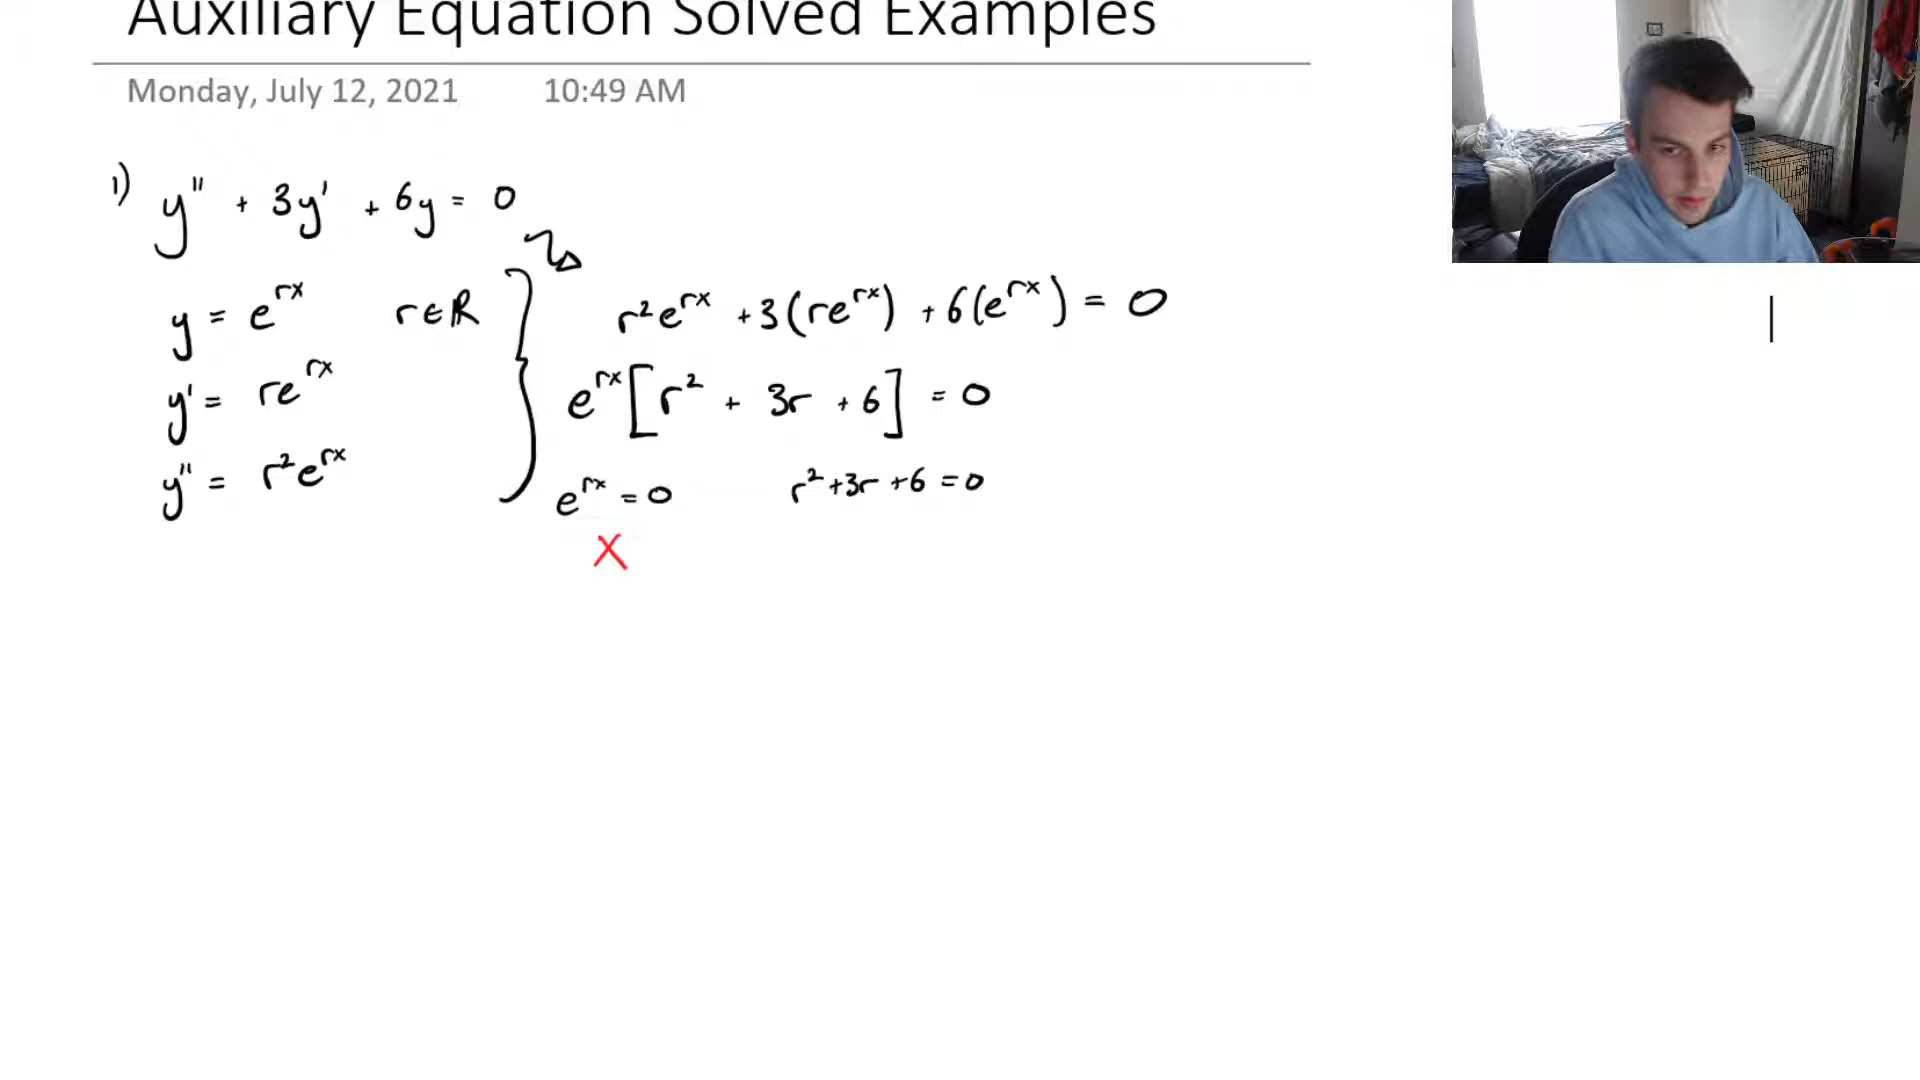 Auxiliary Equation Solved Examples
Monday, July 12, 2021 10:49 AM
1) y'' + 3y' + 6y = 0
y = e^{rx} r∈ℝ
y' = re^{rx}
y'' = r²e^{rx}
r²e^{rx} + 3(re^{rx}) + 6(e^{rx}) = 0
e^{rx}[r² + 3r + 6] = 0
e^{rx} = 0 r² + 3r + 6 = 0
X